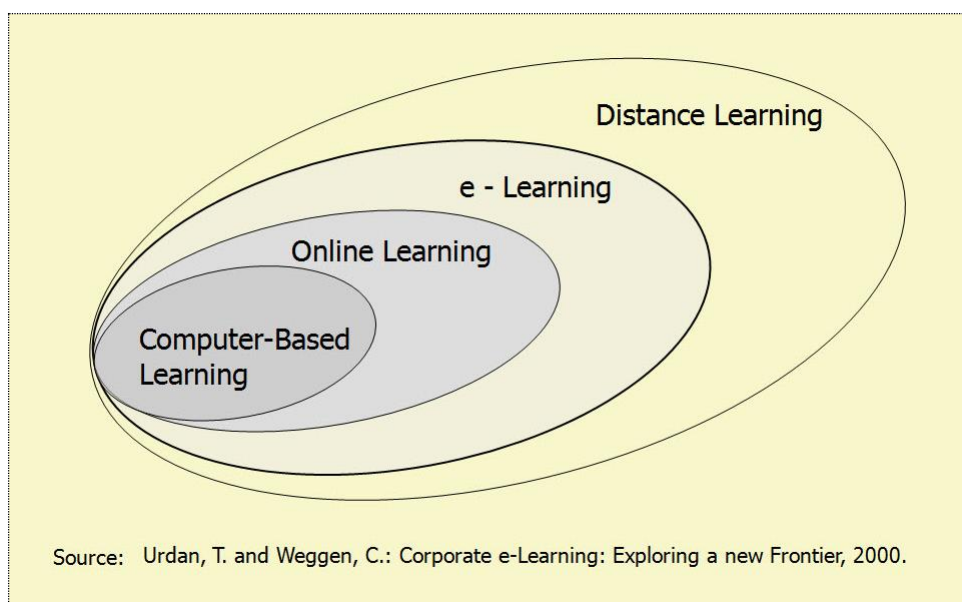 Distance Learning
e - Learning
Online Learning
Computer-Based
Learning
Source: Urdan, T. and Weggen, C.: Corporate e-Learning: Exploring a new Frontier, 2000.